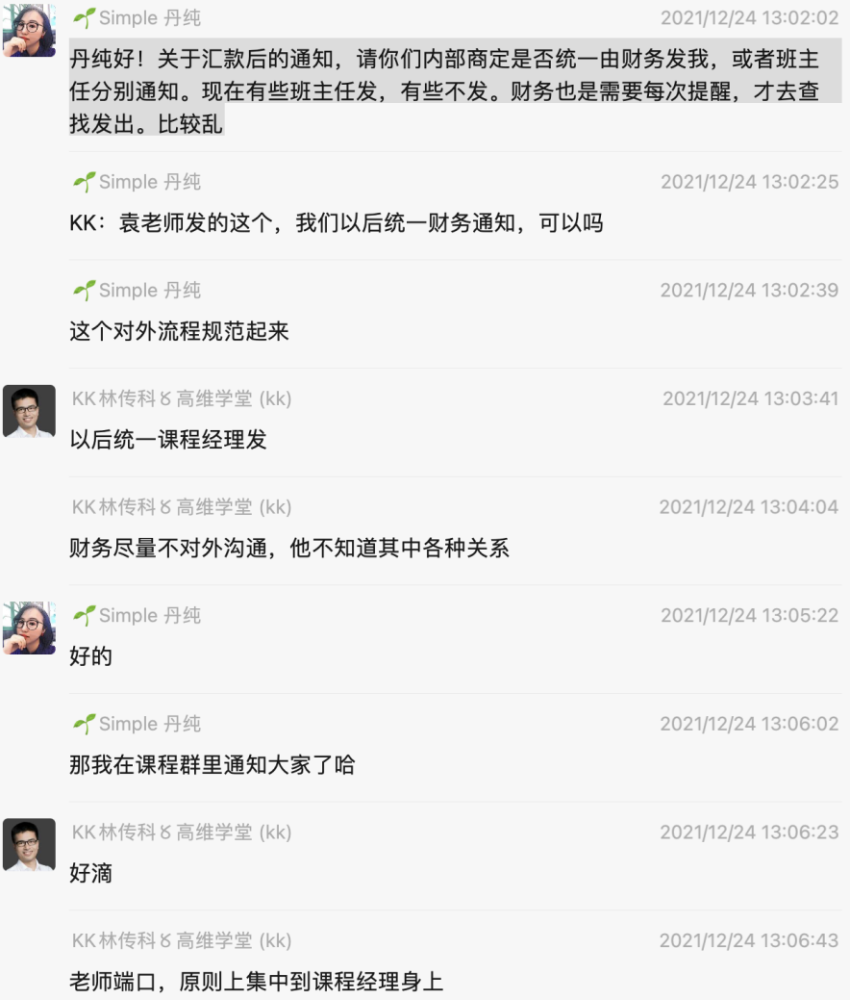 Simple 丹纯
2021/12/24 13:02:02
丹纯好！关于汇款后的通知，请你们内部商定是否统一由财务发我，或者班主
任分别通知。现在有些班主任发，有些不发。财务也是需要每次提醒，才去查
找发出。比较乱
Simple 丹纯
2021/12/24 13:02:25
KK：袁老师发的这个，我们以后统一财务通知，可以吗
Simple 丹纯
2021/12/24 13:02:39
这个对外流程规范起来
KK林传科♉高维学堂 (kk)
2021/12/24 13:03:41
以后统一课程经理发
KK林传科♉高维学堂 (kk)
2021/12/24 13:04:04
财务尽量不对外沟通，他不知道其中各种关系
Simple 丹纯
2021/12/24 13:05:22
好的
Simple 丹纯
2021/12/24 13:06:02
那我在课程群里通知大家了哈
KK林传科♉高维学堂 (kk)
2021/12/24 13:06:23
好滴
KK林传科♉高维学堂 (kk)
2021/12/24 13:06:43
老师端口，原则上集中到课程经理身上